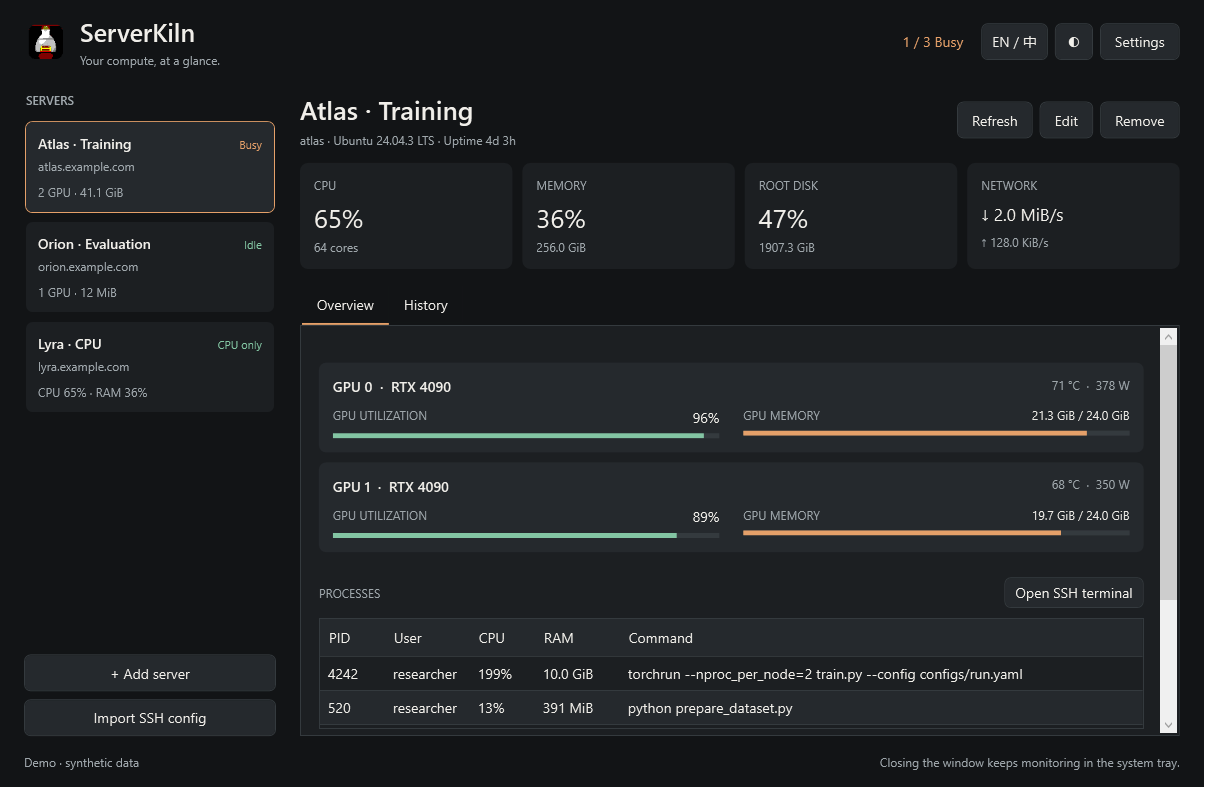 ServerKiln
Your compute, at a glance.
1 / 3 Busy
EN / 中
Settings
SERVERS
Atlas · Training
Busy
atlas.example.com
2 GPU · 41.1 GiB
Orion · Evaluation
Idle
orion.example.com
1 GPU · 12 MiB
Lyra · CPU
CPU only
lyra.example.com
CPU 65% · RAM 36%
+ Add server
Import SSH config
Atlas · Training
atlas · Ubuntu 24.04.3 LTS · Uptime 4d 3h
Refresh
Edit
Remove
CPU
65%
64 cores
MEMORY
36%
256.0 GiB
ROOT DISK
47%
1907.3 GiB
NETWORK
↓ 2.0 MiB/s
↑ 128.0 KiB/s
Overview
History
GPU 0 · RTX 4090
71 °C · 378 W
GPU UTILIZATION
96%
GPU MEMORY
21.3 GiB / 24.0 GiB
GPU 1 · RTX 4090
68 °C · 350 W
GPU UTILIZATION
89%
GPU MEMORY
19.7 GiB / 24.0 GiB
PROCESSES
Open SSH terminal
PID User CPU RAM Command
4242 researcher 199% 10.0 GiB torchrun --nproc_per_node=2 train.py --config configs/run.yaml
520 researcher 13% 391 MiB python prepare_dataset.py
Demo · synthetic data
Closing the window keeps monitoring in the system tray.